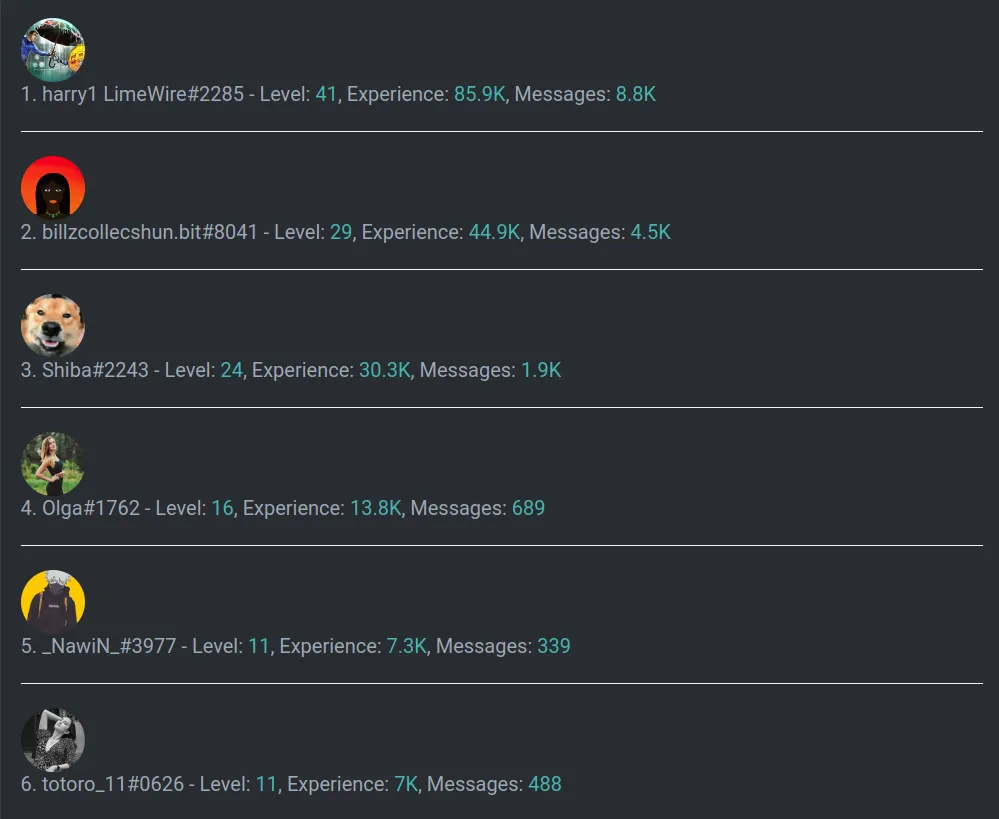 1. harry1 LimeWire#2285 - Level: 41, Experience: 85.9K, Messages: 8.8K
2. billzcollecshun.bit#8041 - Level: 29, Experience: 44.9K, Messages: 4.5K
3. Shiba#2243 - Level: 24, Experience: 30.3K, Messages: 1.9K
4. Olga#1762 - Level: 16, Experience: 13.8K, Messages: 689
5. _NawiN_#3977 - Level: 11, Experience: 7.3K, Messages: 339
6. totoro_11#0626 - Level: 11, Experience: 7K, Messages: 488